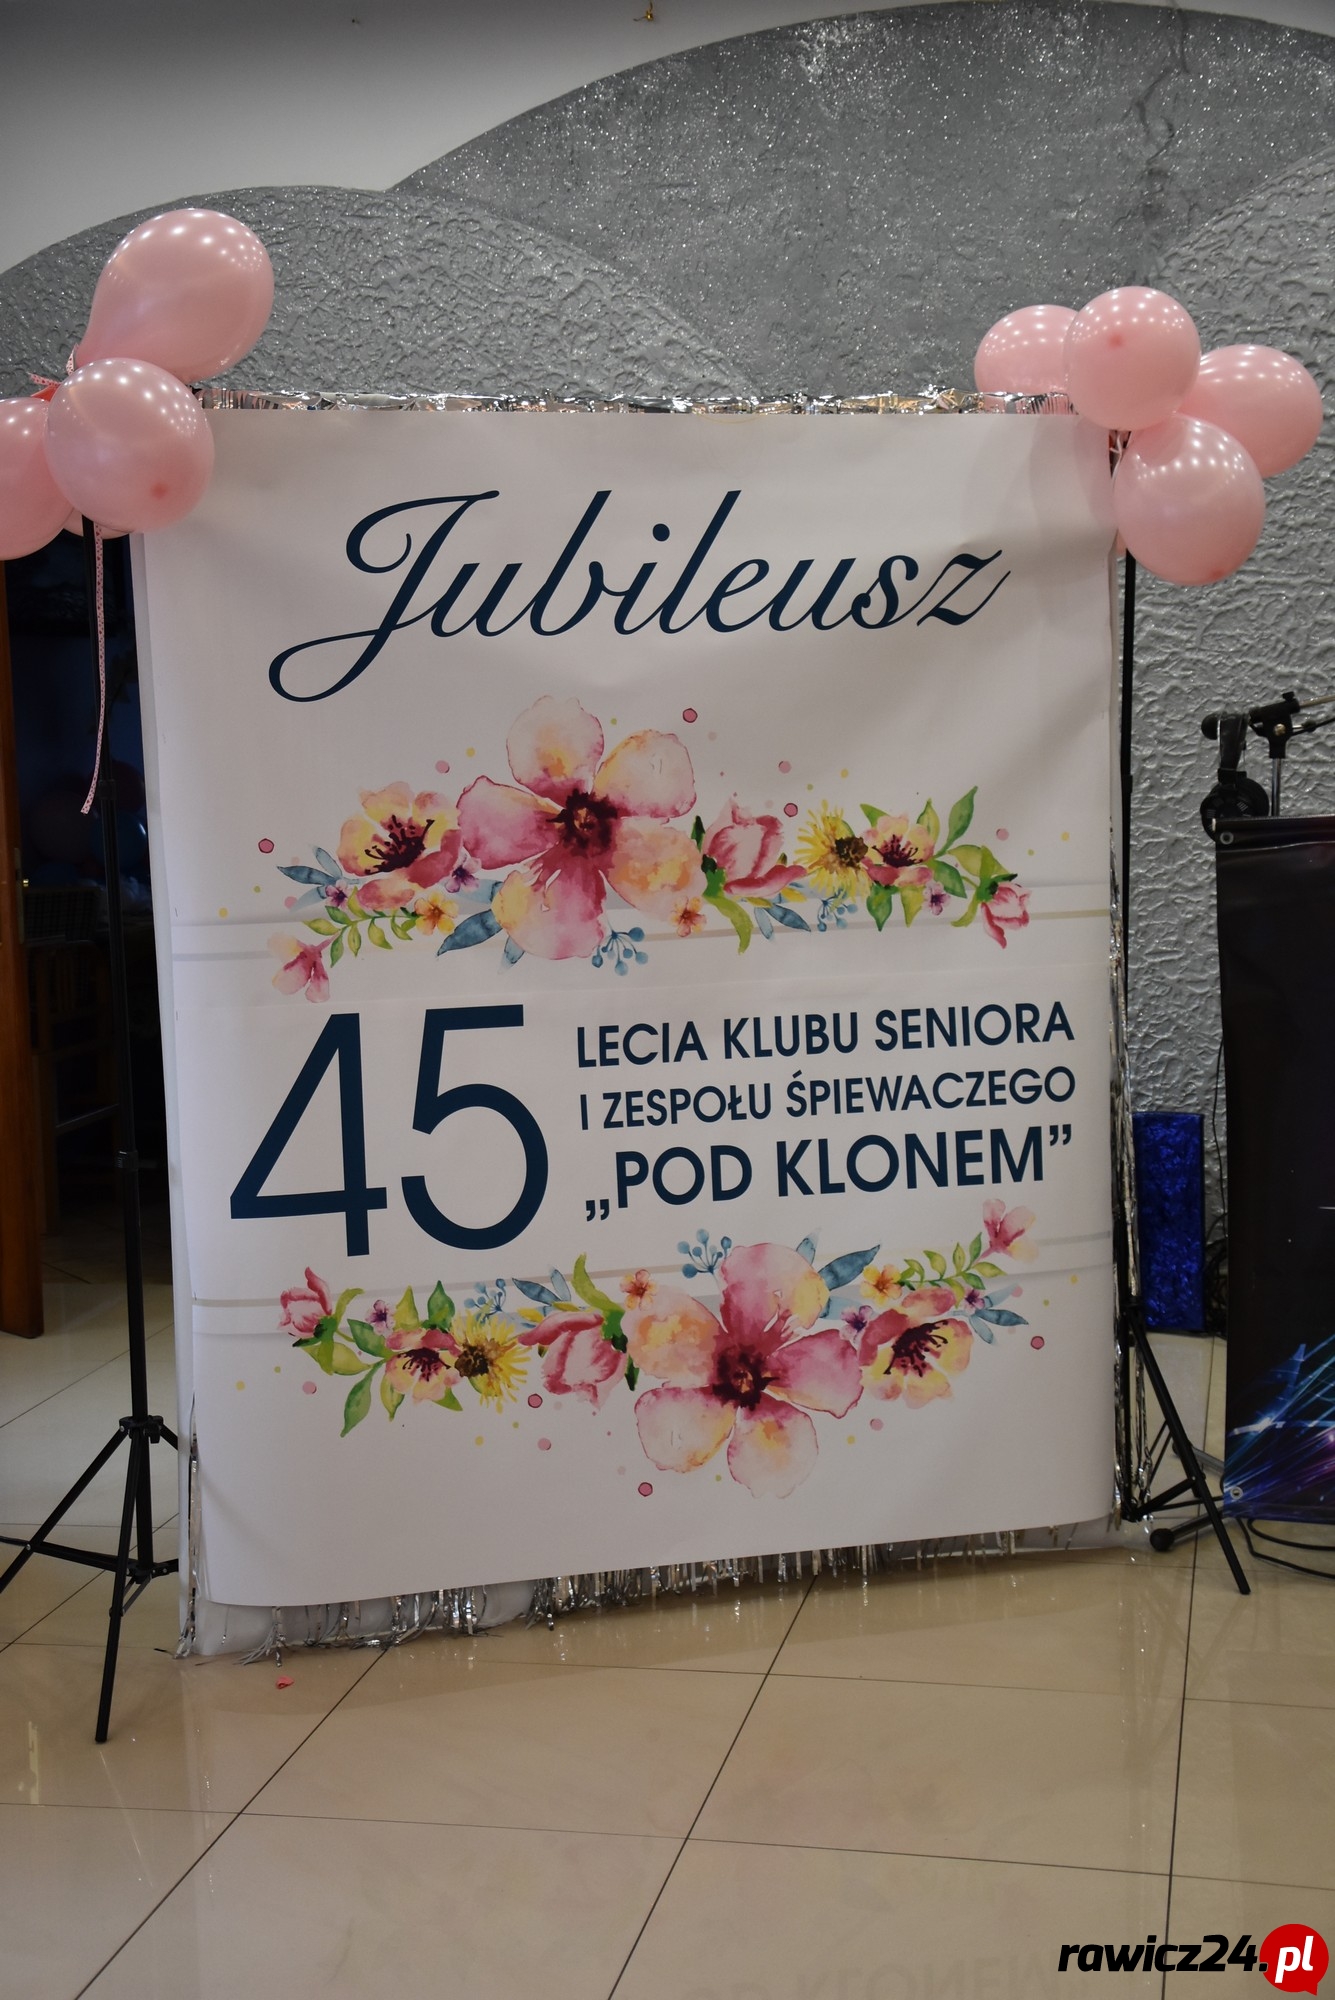 Jubileusz
45
LECIA KLUBU SENIORA
I ZESPOŁU ŚPIEWACZEGO
„POD KLONEM”
rawicz24.pl